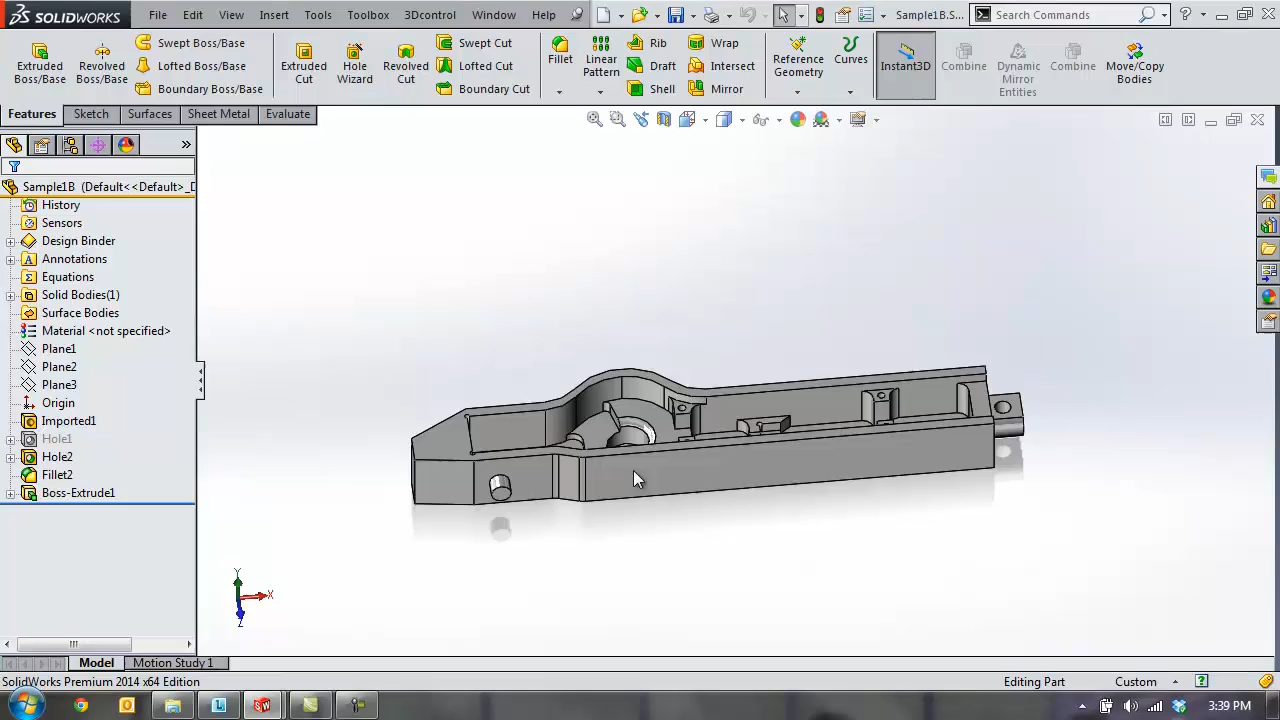 SOLIDWORKS File Edit View Insert Tools Toolbox 3Dcontrol Window Help Sample1B.S... Search Commands
Extruded Boss/Base
Revolved Boss/Base
Swept Boss/Base
Lofted Boss/Base
Boundary Boss/Base
Extruded Cut
Hole Wizard
Revolved Cut
Swept Cut
Lofted Cut
Boundary Cut
Fillet
Linear Pattern
Rib
Draft
Shell
Wrap
Intersect
Mirror
Reference Geometry
Curves
Instant3D
Combine
Dynamic Mirror Entities
Combine
Move/Copy Bodies
Features Sketch Surfaces Sheet Metal Evaluate
Sample1B (Default<<Default>_D
History
Sensors
Design Binder
Annotations
Equations
Solid Bodies(1)
Surface Bodies
Material <not specified>
Plane1
Plane2
Plane3
Origin
Imported1
Hole1
Hole2
Fillet2
Boss-Extrude1
Y
X
Z
Model Motion Study 1
SolidWorks Premium 2014 x64 Edition Editing Part Custom
3:39 PM